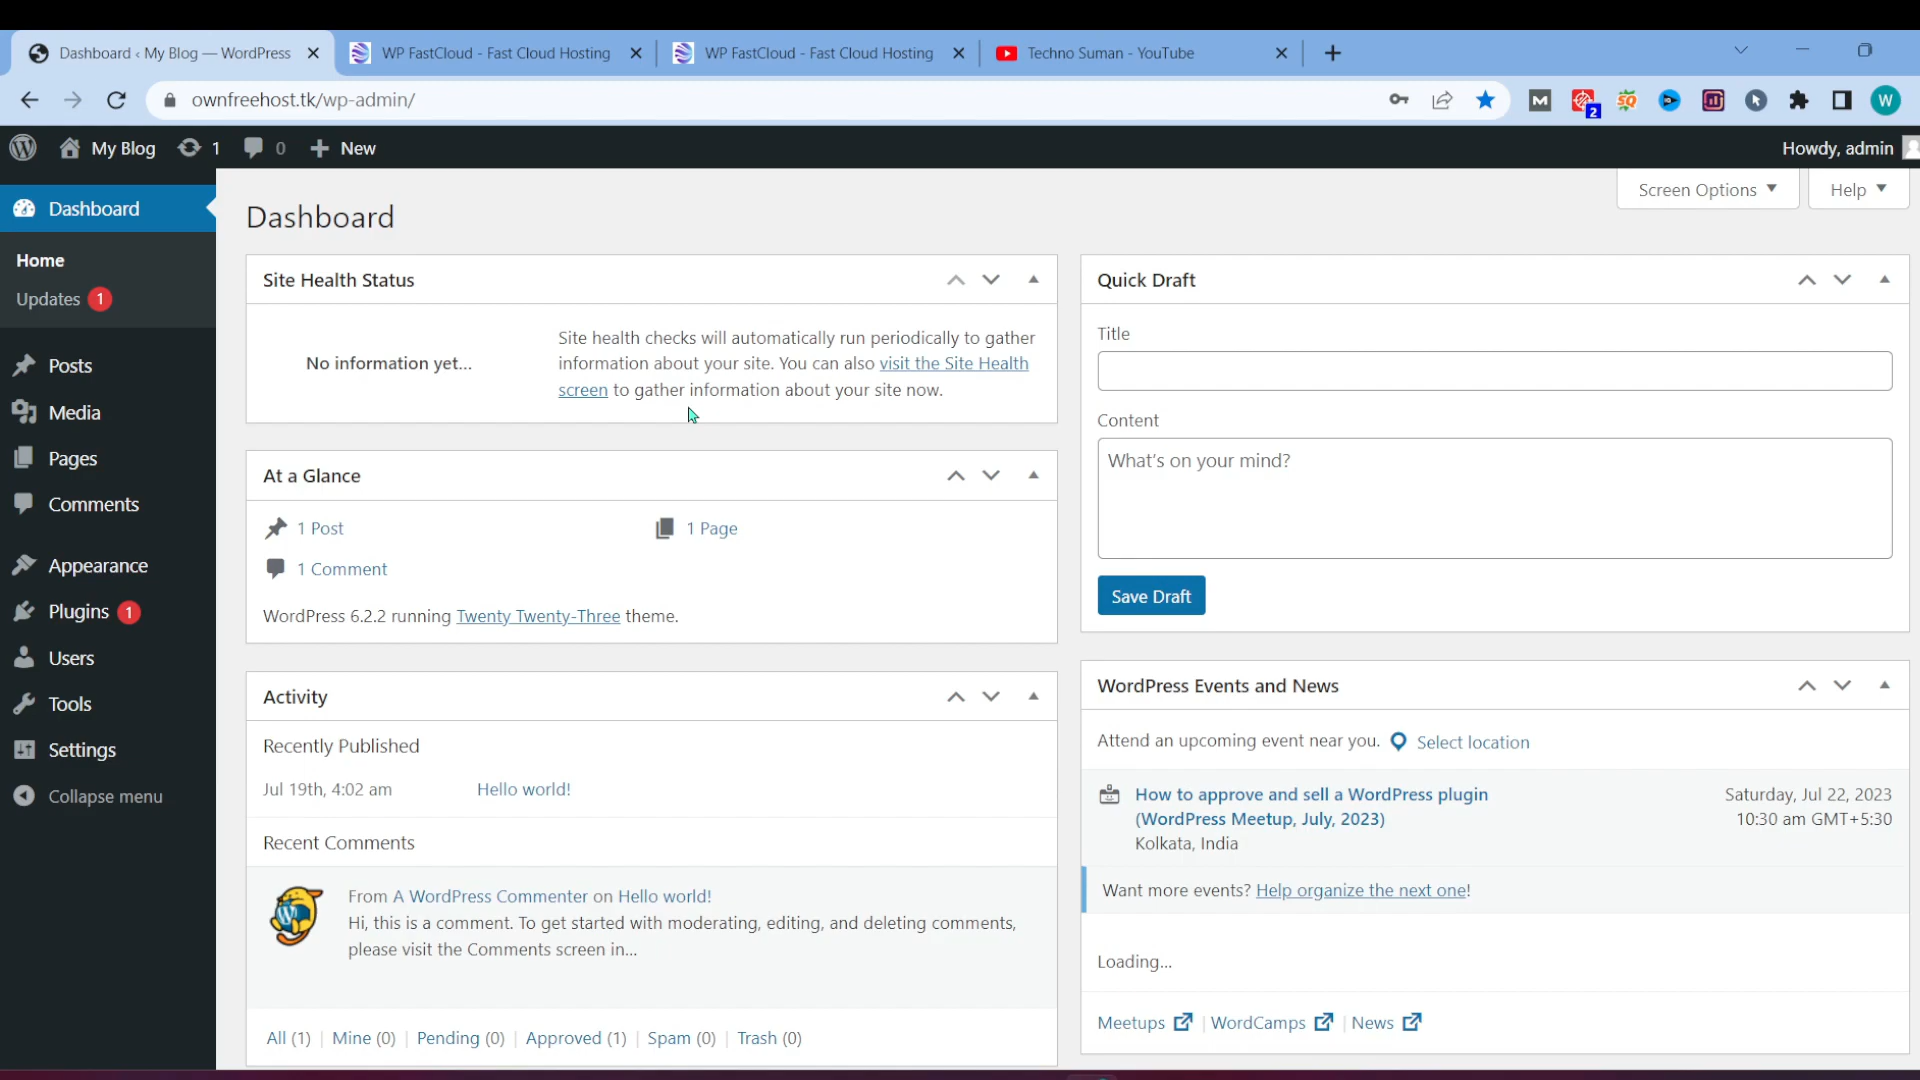 Dashboard ‹ My Blog — WordPress
WP FastCloud - Fast Cloud Hosting
WP FastCloud - Fast Cloud Hosting
Techno Suman - YouTube
ownfreehost.tk/wp-admin/
2
W
My Blog
1
0
New
Howdy, admin
Dashboard
Home
Updates 1
Posts
Media
Pages
Comments
Appearance
Plugins 1
Users
Tools
Settings
Collapse menu
Screen Options
Help
Dashboard
Site Health Status
No information yet...
Site health checks will automatically run periodically to gather
information about your site. You can also visit the Site Health
screen to gather information about your site now.
At a Glance
1 Post
1 Page
1 Comment
WordPress 6.2.2 running Twenty Twenty-Three theme.
Activity
Recently Published
Jul 19th, 4:02 am
Hello world!
Recent Comments
From A WordPress Commenter on Hello world!
Hi, this is a comment. To get started with moderating, editing, and deleting comments,
please visit the Comments screen in...
All (1) | Mine (0) | Pending (0) | Approved (1) | Spam (0) | Trash (0)
Quick Draft
Title
Content
What's on your mind?
Save Draft
WordPress Events and News
Attend an upcoming event near you. Select location
How to approve and sell a WordPress plugin
(WordPress Meetup, July, 2023)
Kolkata, India
Saturday, Jul 22, 2023
10:30 am GMT+5:30
Want more events? Help organize the next one!
Loading...
Meetups | WordCamps | News